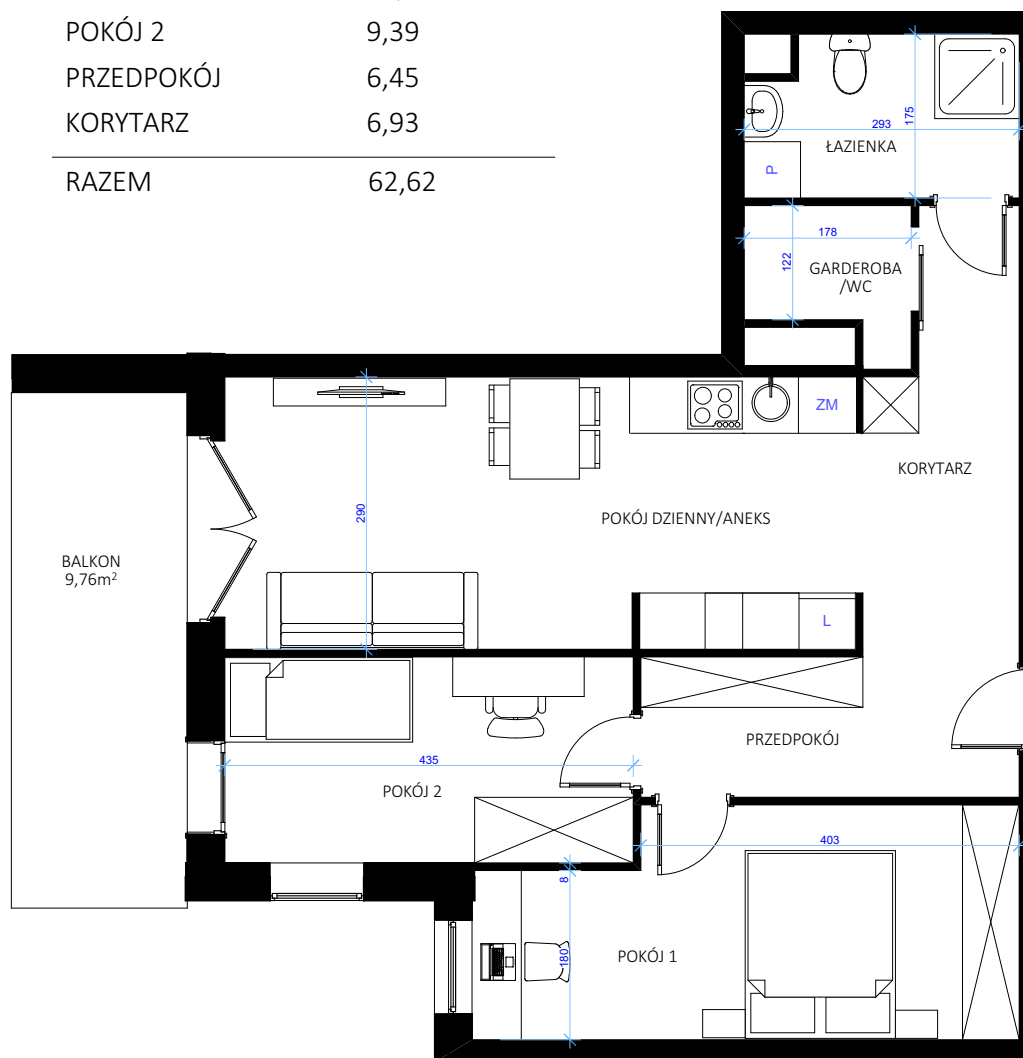 POKÓJ 2 9,39
PRZEDPOKÓJ 6,45
KORYTARZ 6,93
RAZEM 62,62
293
175
ŁAZIENKA
P
178
122
GARDEROBA
/WC
ZM
KORYTARZ
290
POKÓJ DZIENNY/ANEKS
BALKON
9,76m²
L
PRZEDPOKÓJ
435
POKÓJ 2
403
8
180
POKÓJ 1